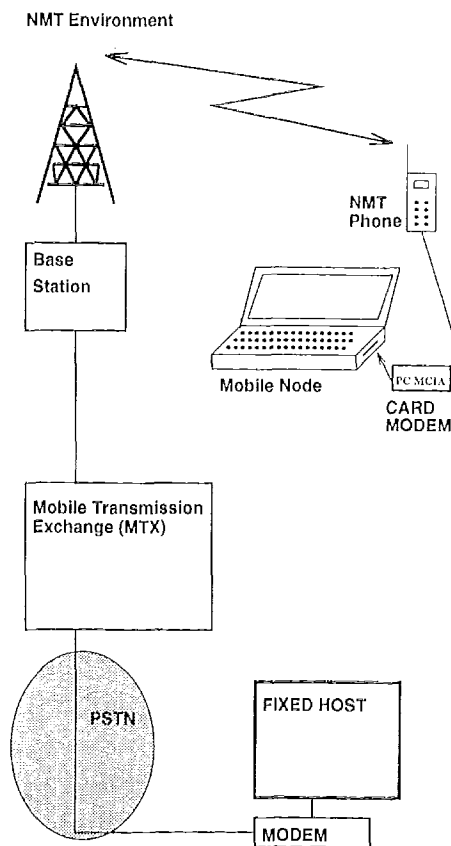 NMT Environment
NMT
Phone
Base
Station
Mobile Node
PC MCIA
CARD
MODEM
Mobile Transmission
Exchange (MTX)
PSTN
FIXED HOST
MODEM